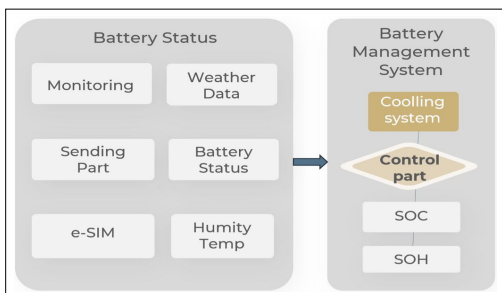 Battery Status
Monitoring
Weather
Data
Sending
Part
Battery
Status
e-SIM
Humity
Temp
Battery
Management
System
Coolling
system
Control
part
SOC
SOH